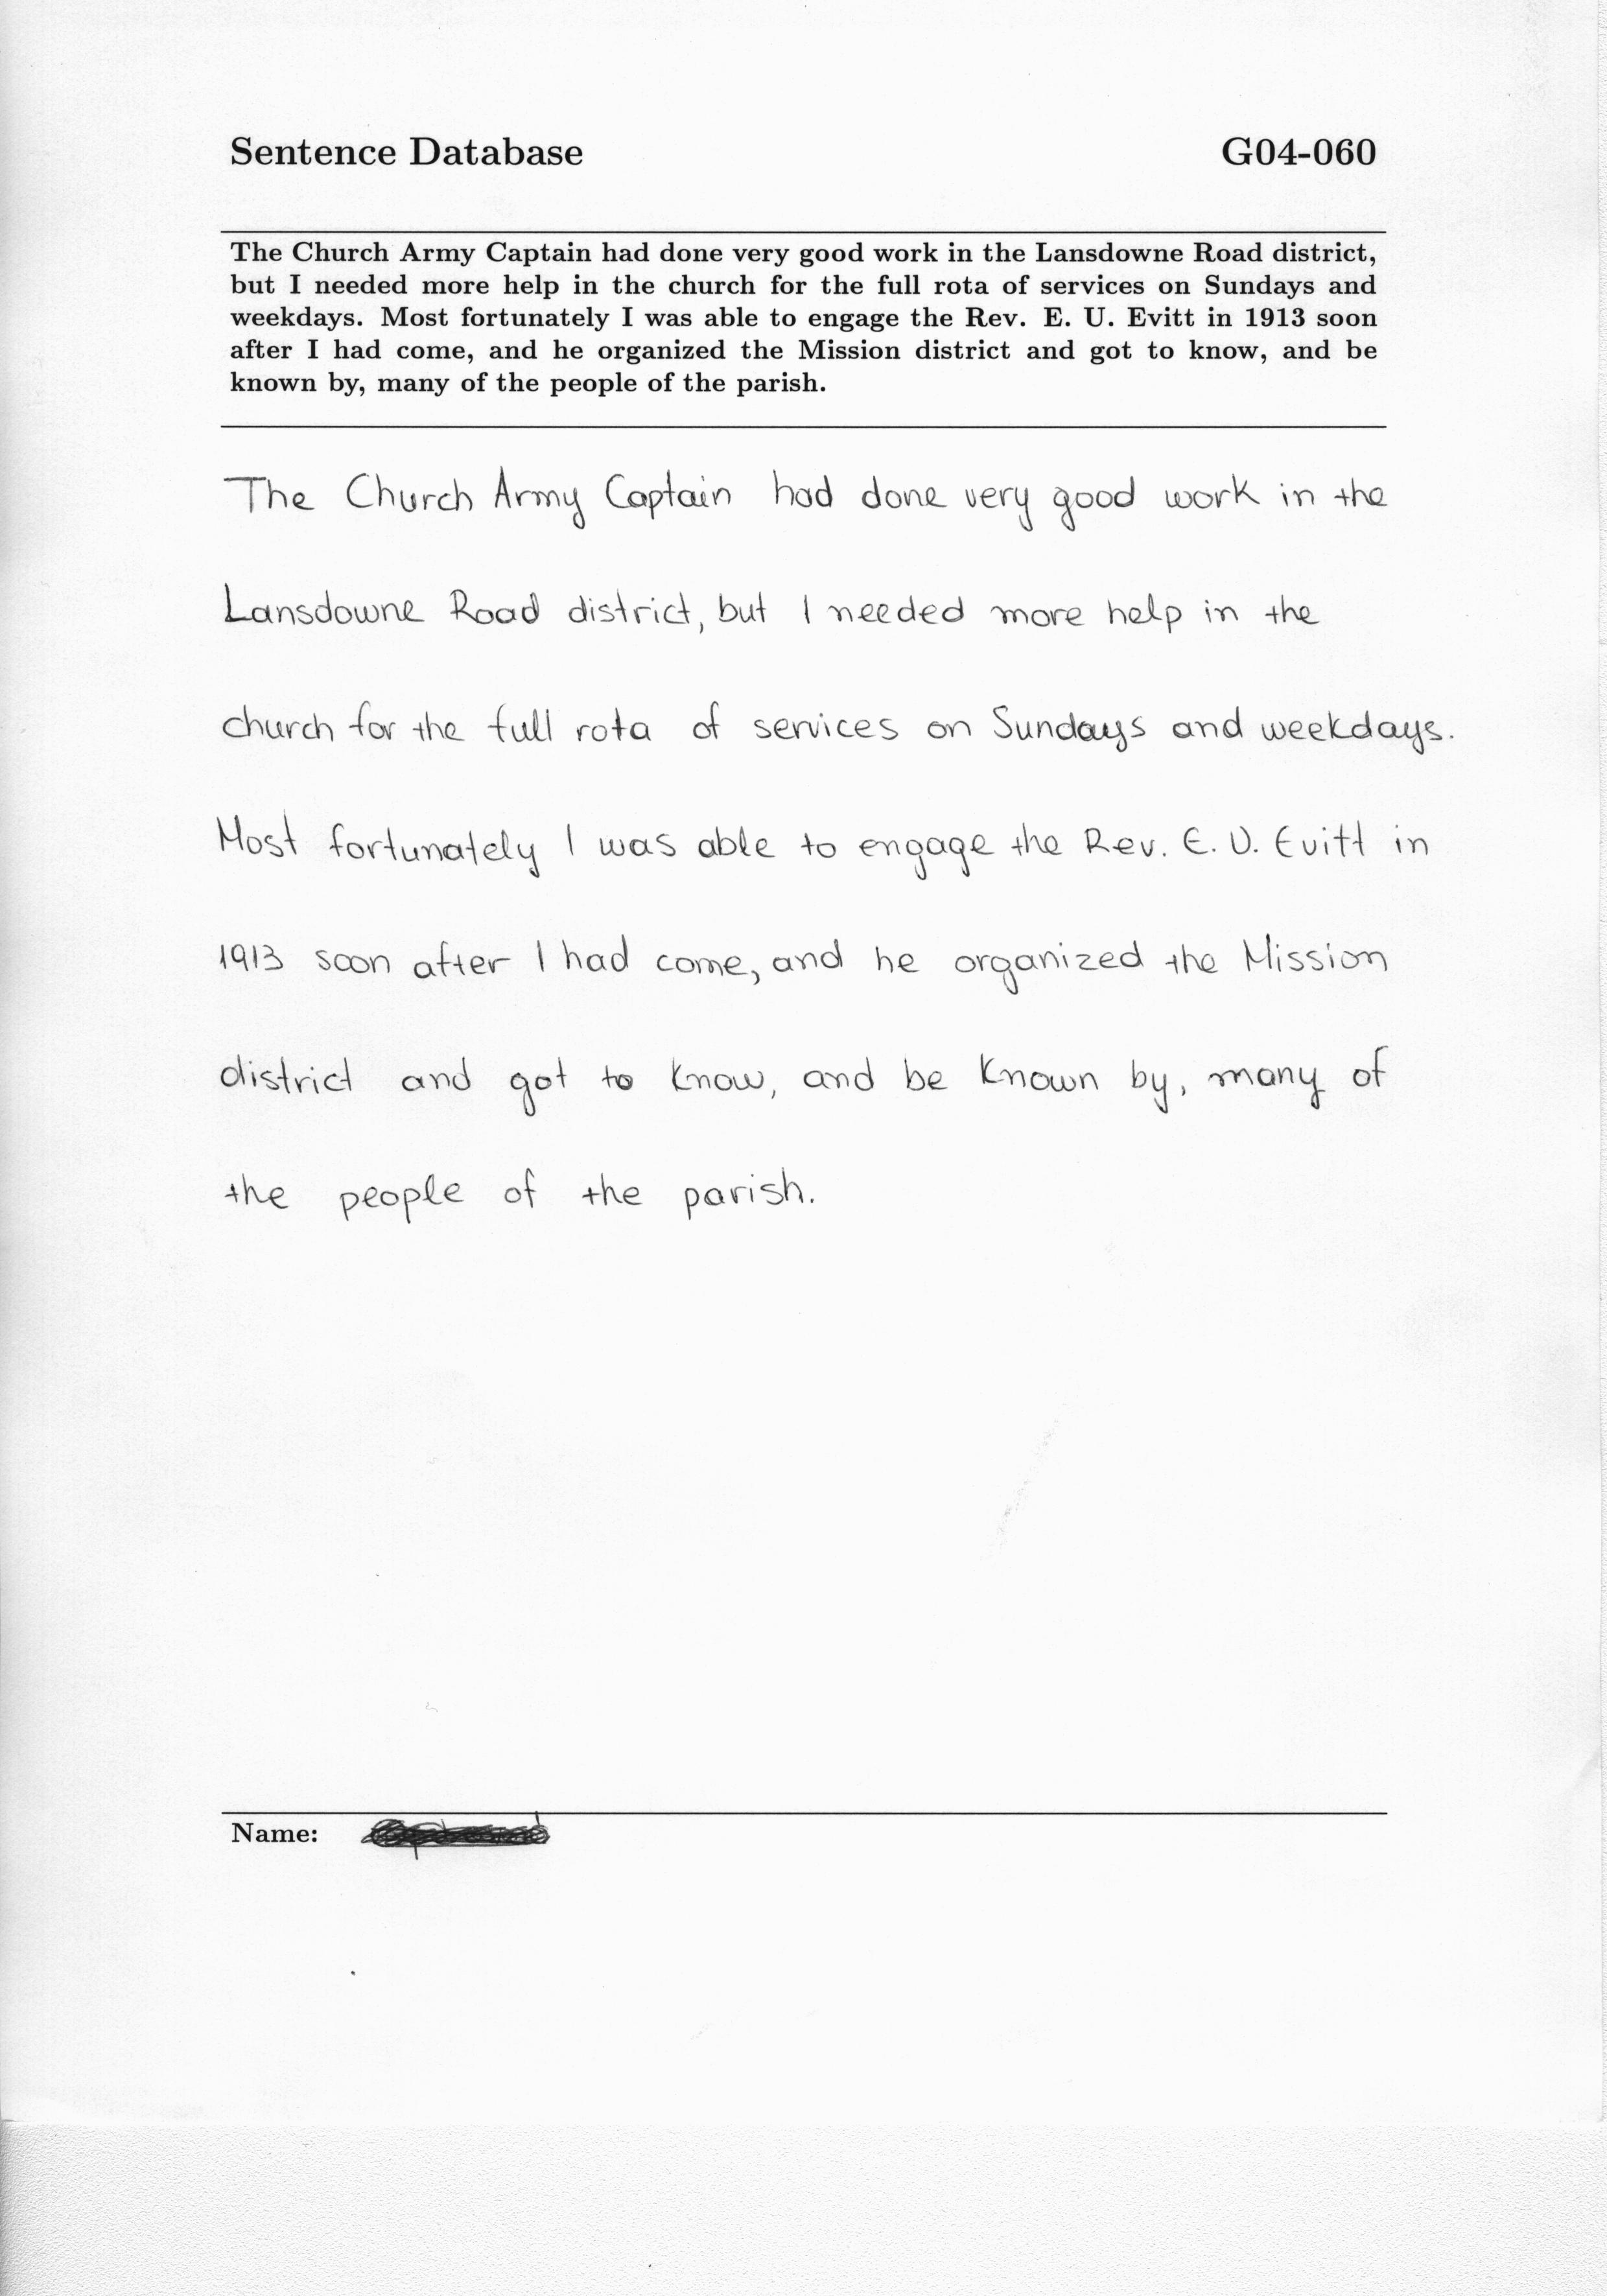 Sentence Database G04-060
The Church Army Captain had done very good work in the Lansdowne Road district,
but I needed more help in the church for the full rota of services on Sundays and
weekdays. Most fortunately I was able to engage the Rev. E. U. Evitt in 1913 soon
after I had come, and he organized the Mission district and got to know, and be
known by, many of the people of the parish.
The Church Army Captain had done very good work in the
Lansdowne Road district, but I needed more help in the
church for the full rota of services on Sundays and weekdays.
Most fortunately I was able to engage the Rev. E. U. Evitt in
1913 soon after I had come, and he organized the Mission
district and got to know, and be known by, many of
the people of the parish.
Name: